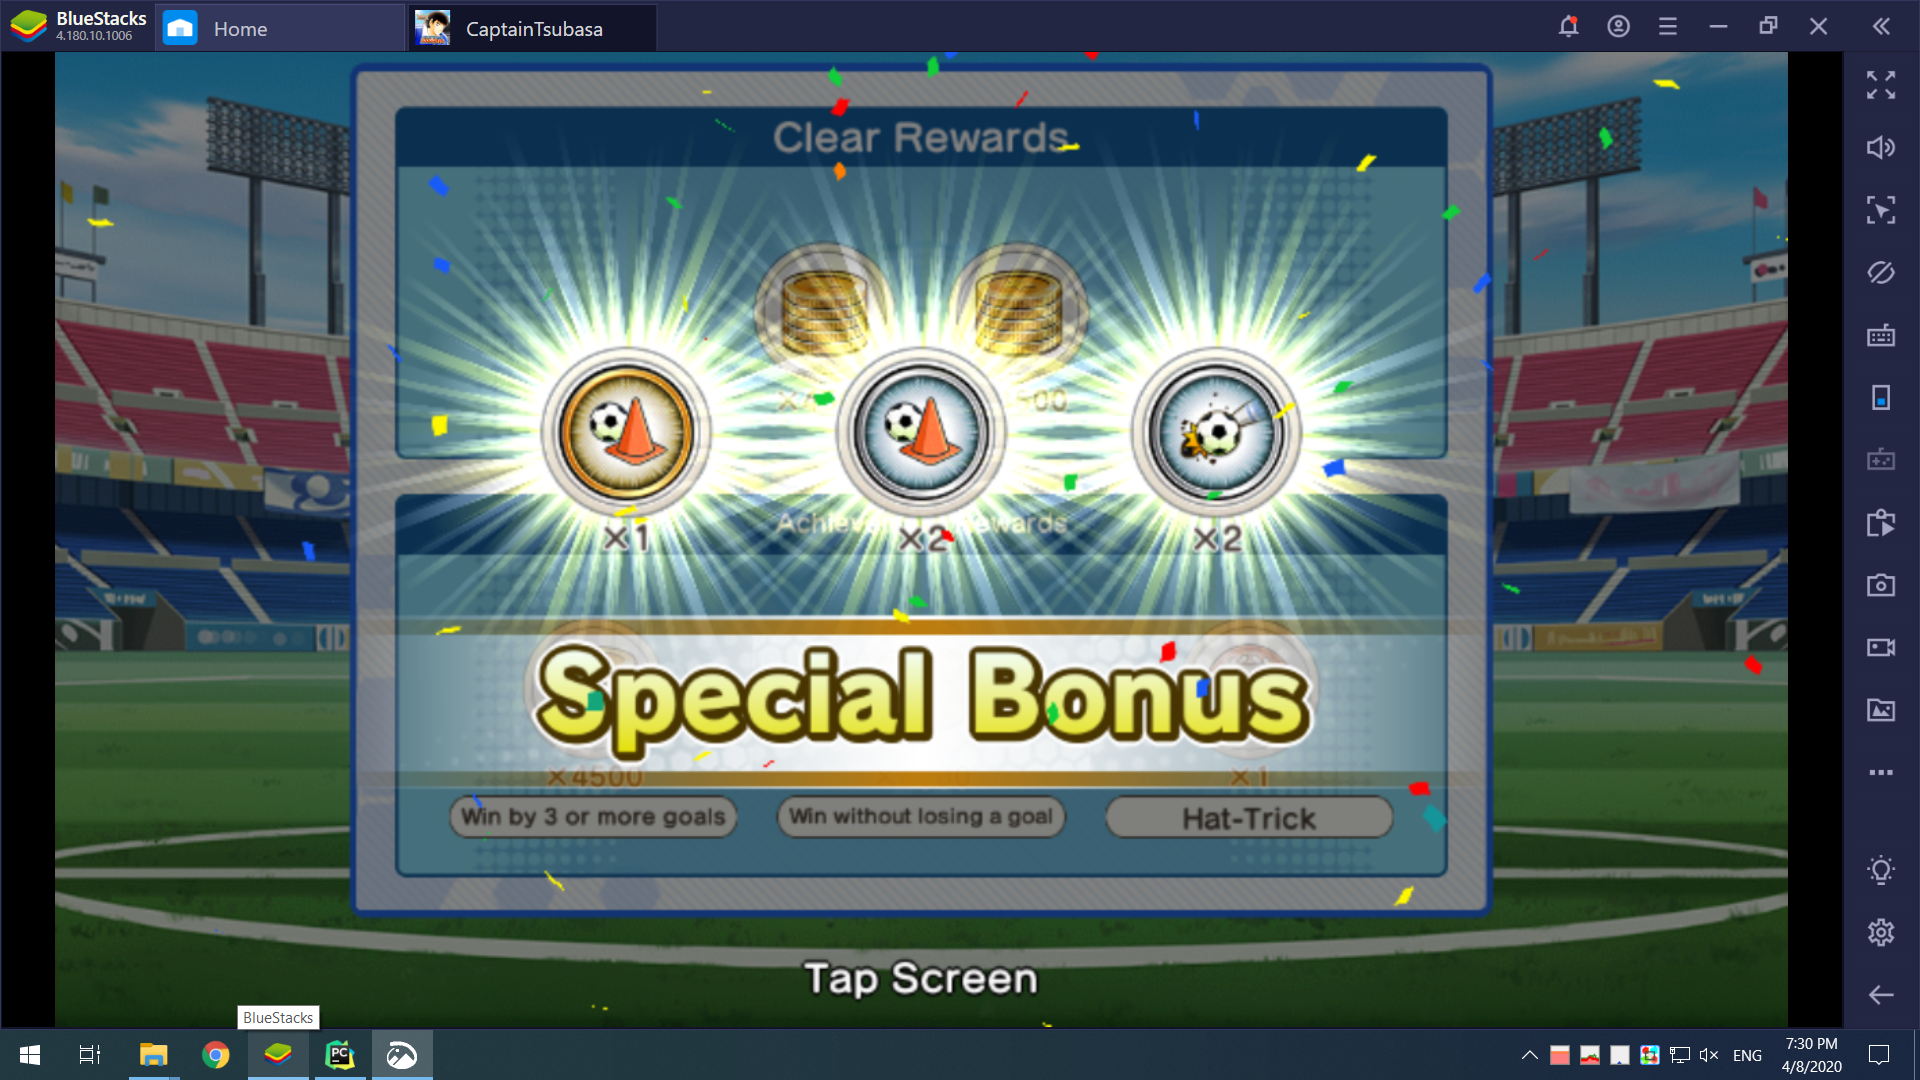 BlueStacks
4.180.10.1006
Home
CaptainTsubasa
Clear Rewards
×1
×2
×2
Special Bonus
×4500
×1
Win by 3 or more goals
Win without losing a goal
Hat-Trick
Tap Screen
BlueStacks
PC
ENG
7:30 PM
4/8/2020